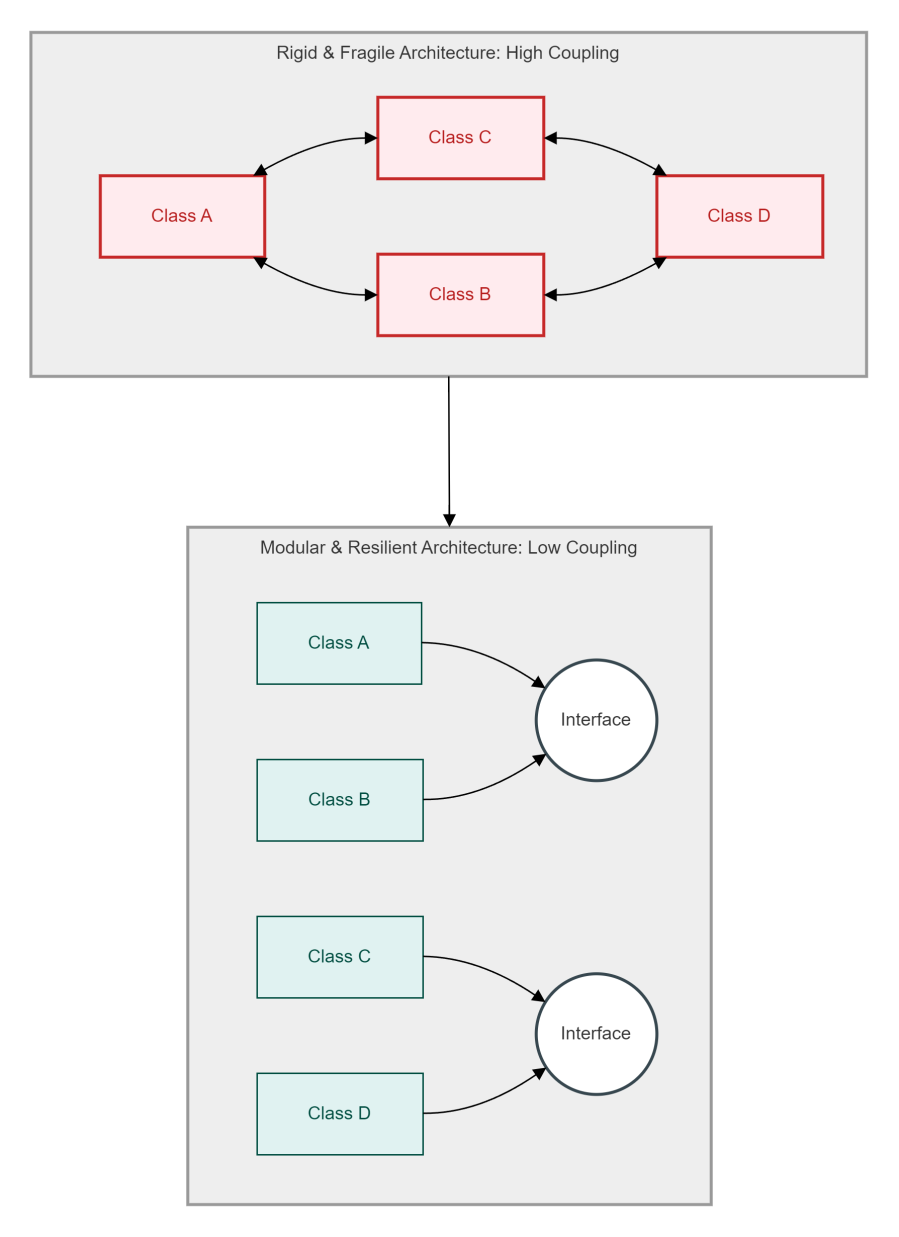 Rigid & Fragile Architecture: High Coupling
Class C
Class A
Class D
Class B
Modular & Resilient Architecture: Low Coupling
Class A
Interface
Class B
Class C
Interface
Class D